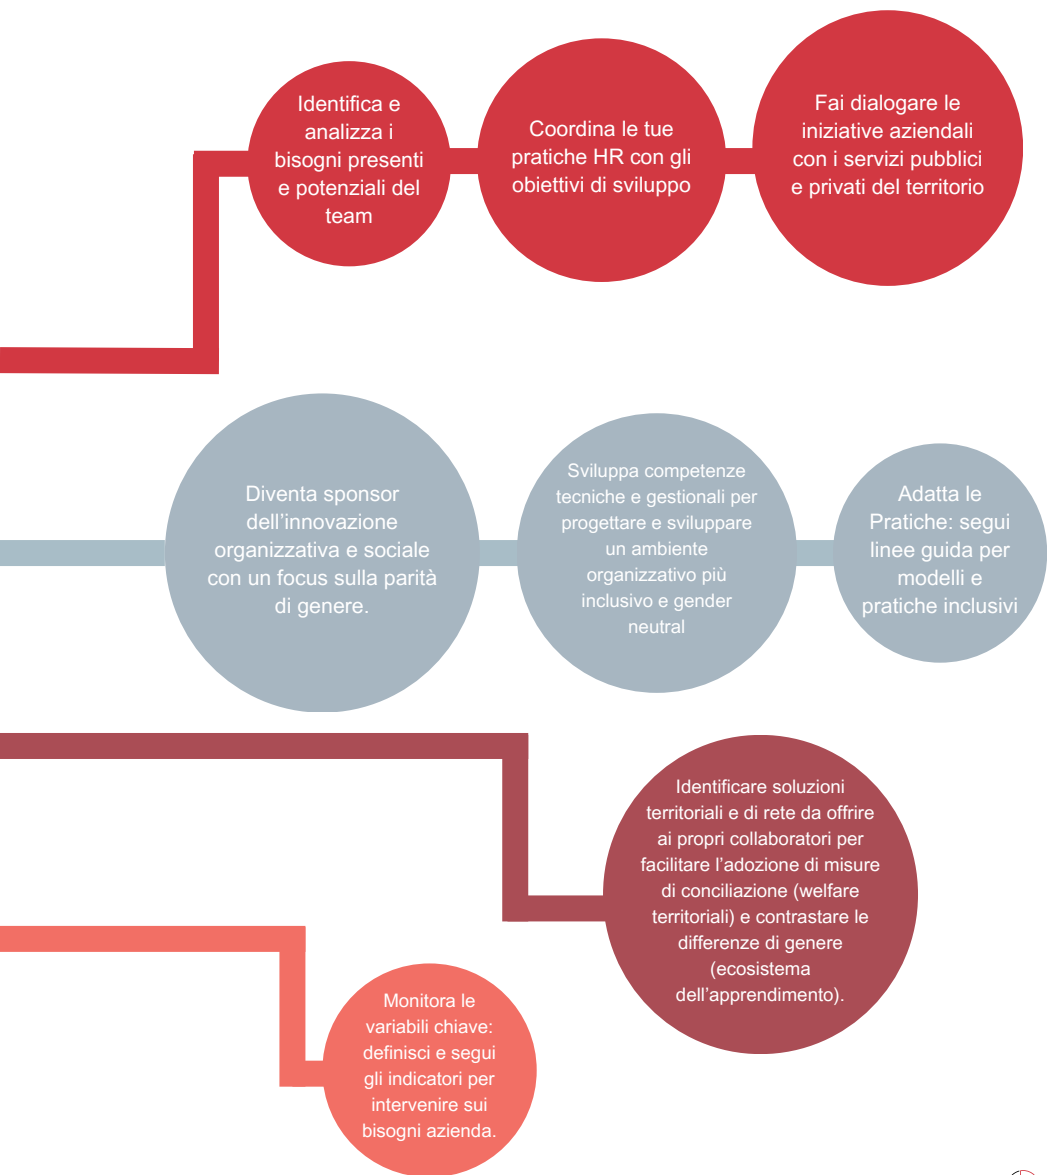 Identifica e
analizza i
bisogni presenti
e potenziali del
team
Coordina le tue
pratiche HR con gli
obiettivi di sviluppo
Fai dialogare le
iniziative aziendali
con i servizi pubblici
e privati del territorio
Diventa sponsor
dell’innovazione
organizzativa e sociale
con un focus sulla parità
di genere.
Sviluppa competenze
tecniche e gestionali per
progettare e sviluppare
un ambiente
organizzativo più
inclusivo e gender
neutral
Adatta le
Pratiche: segui
linee guida per
modelli e
pratiche inclusivi
Identificare soluzioni
territoriali e di rete da offrire
ai propri collaboratori per
facilitare l’adozione di misure
di conciliazione (welfare
territoriali) e contrastare le
differenze di genere
(ecosistema
dell’apprendimento).
Monitora le
variabili chiave:
definisci e segui
gli indicatori per
intervenire sui
bisogni azienda.